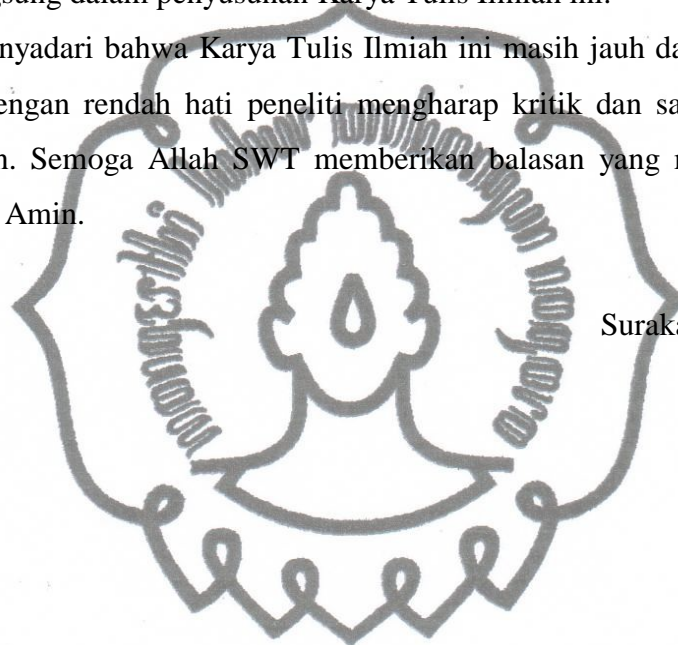 gsung dalam penyusunan Karya Tulis Ilmiah ini.
nyadari bahwa Karya Tulis Ilmiah ini masih jauh da
engan rendah hati peneliti mengharap kritik dan sa
n. Semoga Allah SWT memberikan balasan yang
Amin.
Suraka